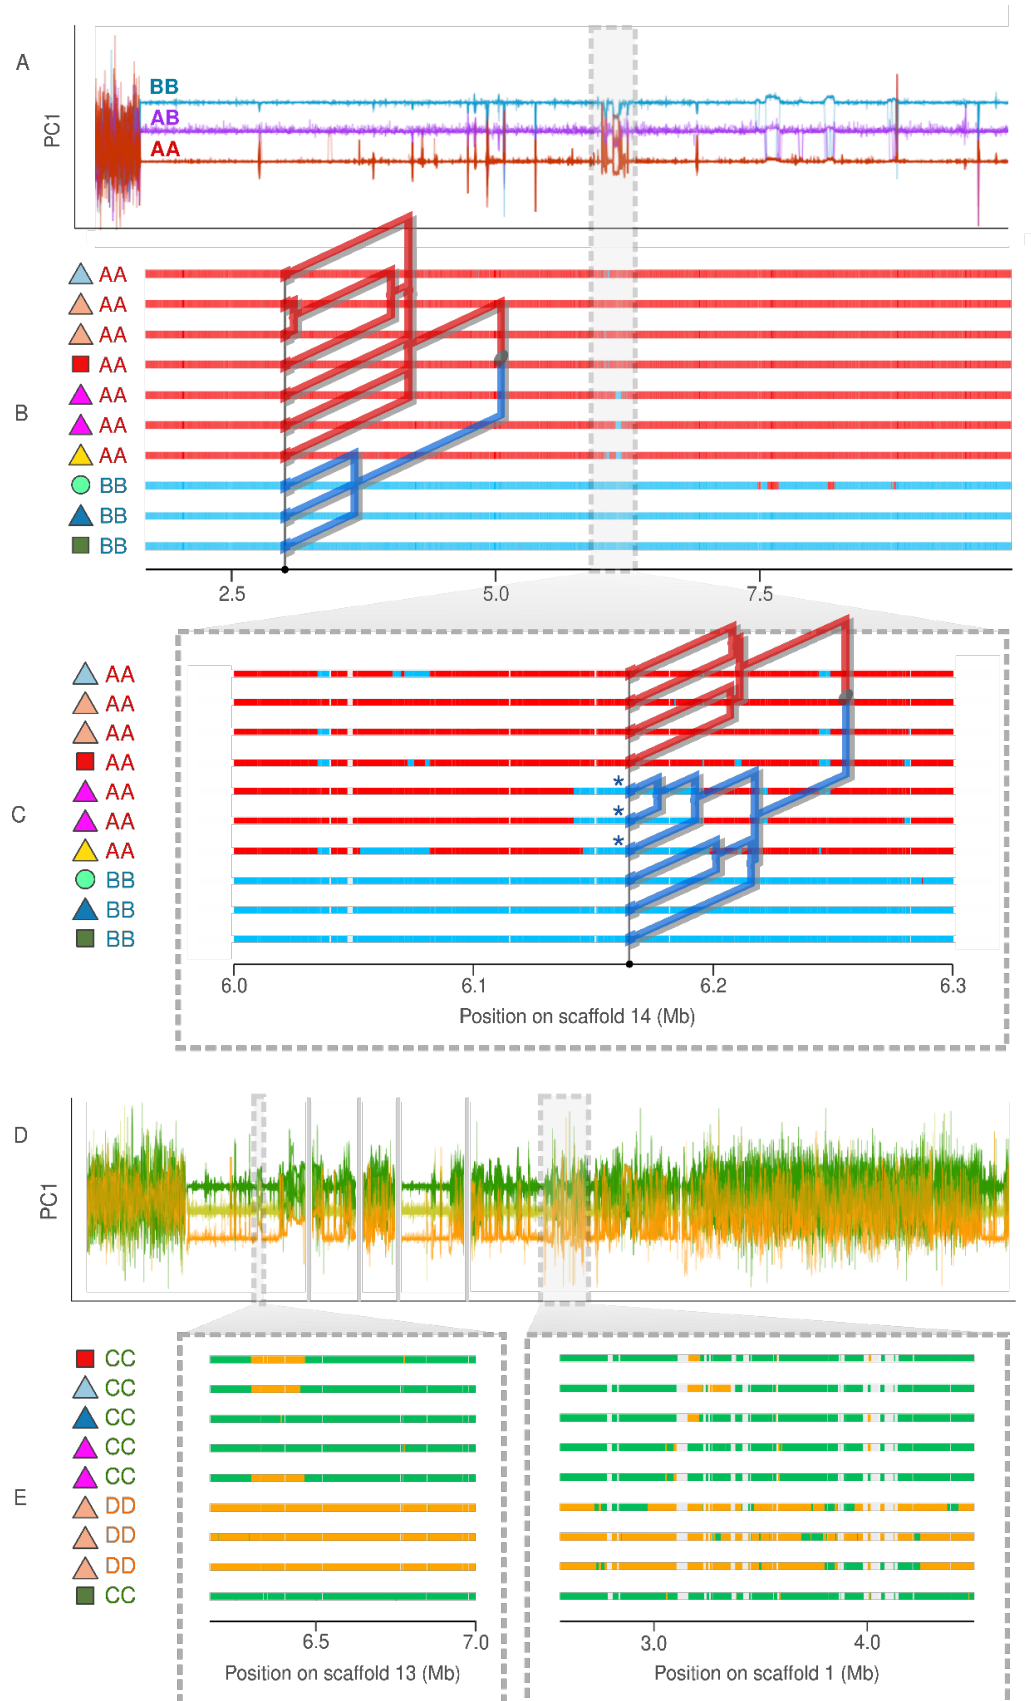 A
PC1
BB
AB
AA
B
AA
AA
AA
AA
AA
AA
AA
BB
BB
BB
2.5 5.0 7.5
C
AA
AA
AA
AA
AA *
AA *
AA *
BB
BB
BB
6.0 6.1 6.2 6.3
Position on scaffold 14 (Mb)
D
PC1
E
CC
CC
CC
CC
CC
DD
DD
DD
CC
6.5 7.0 3.0 4.0
Position on scaffold 13 (Mb) Position on scaffold 1 (Mb)